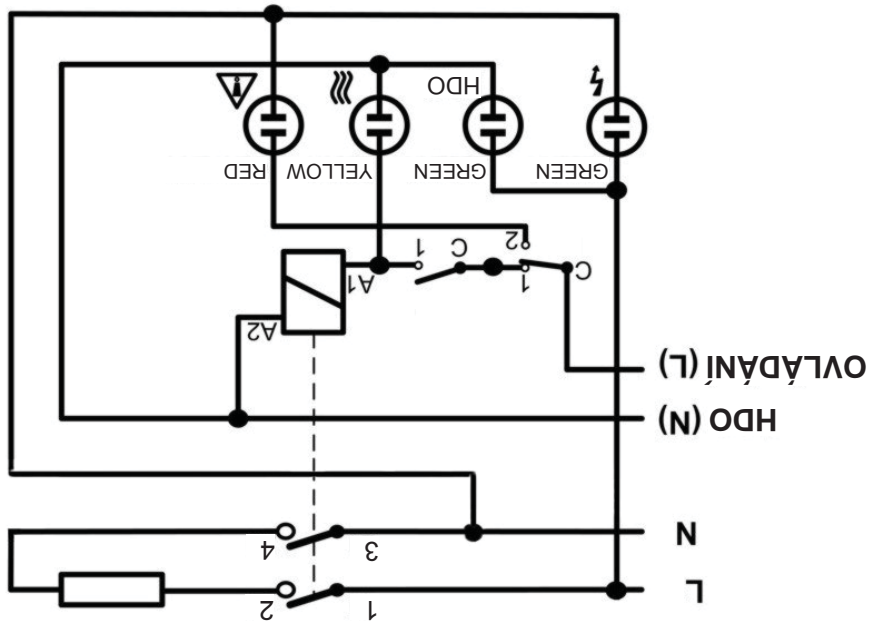 1 2
L
3 4
N
HDO (N)
OVLÁDÁNÍ (L)
A2
A1
1
C
C 1
2
GREEN GREEN YELLOW RED
HDO